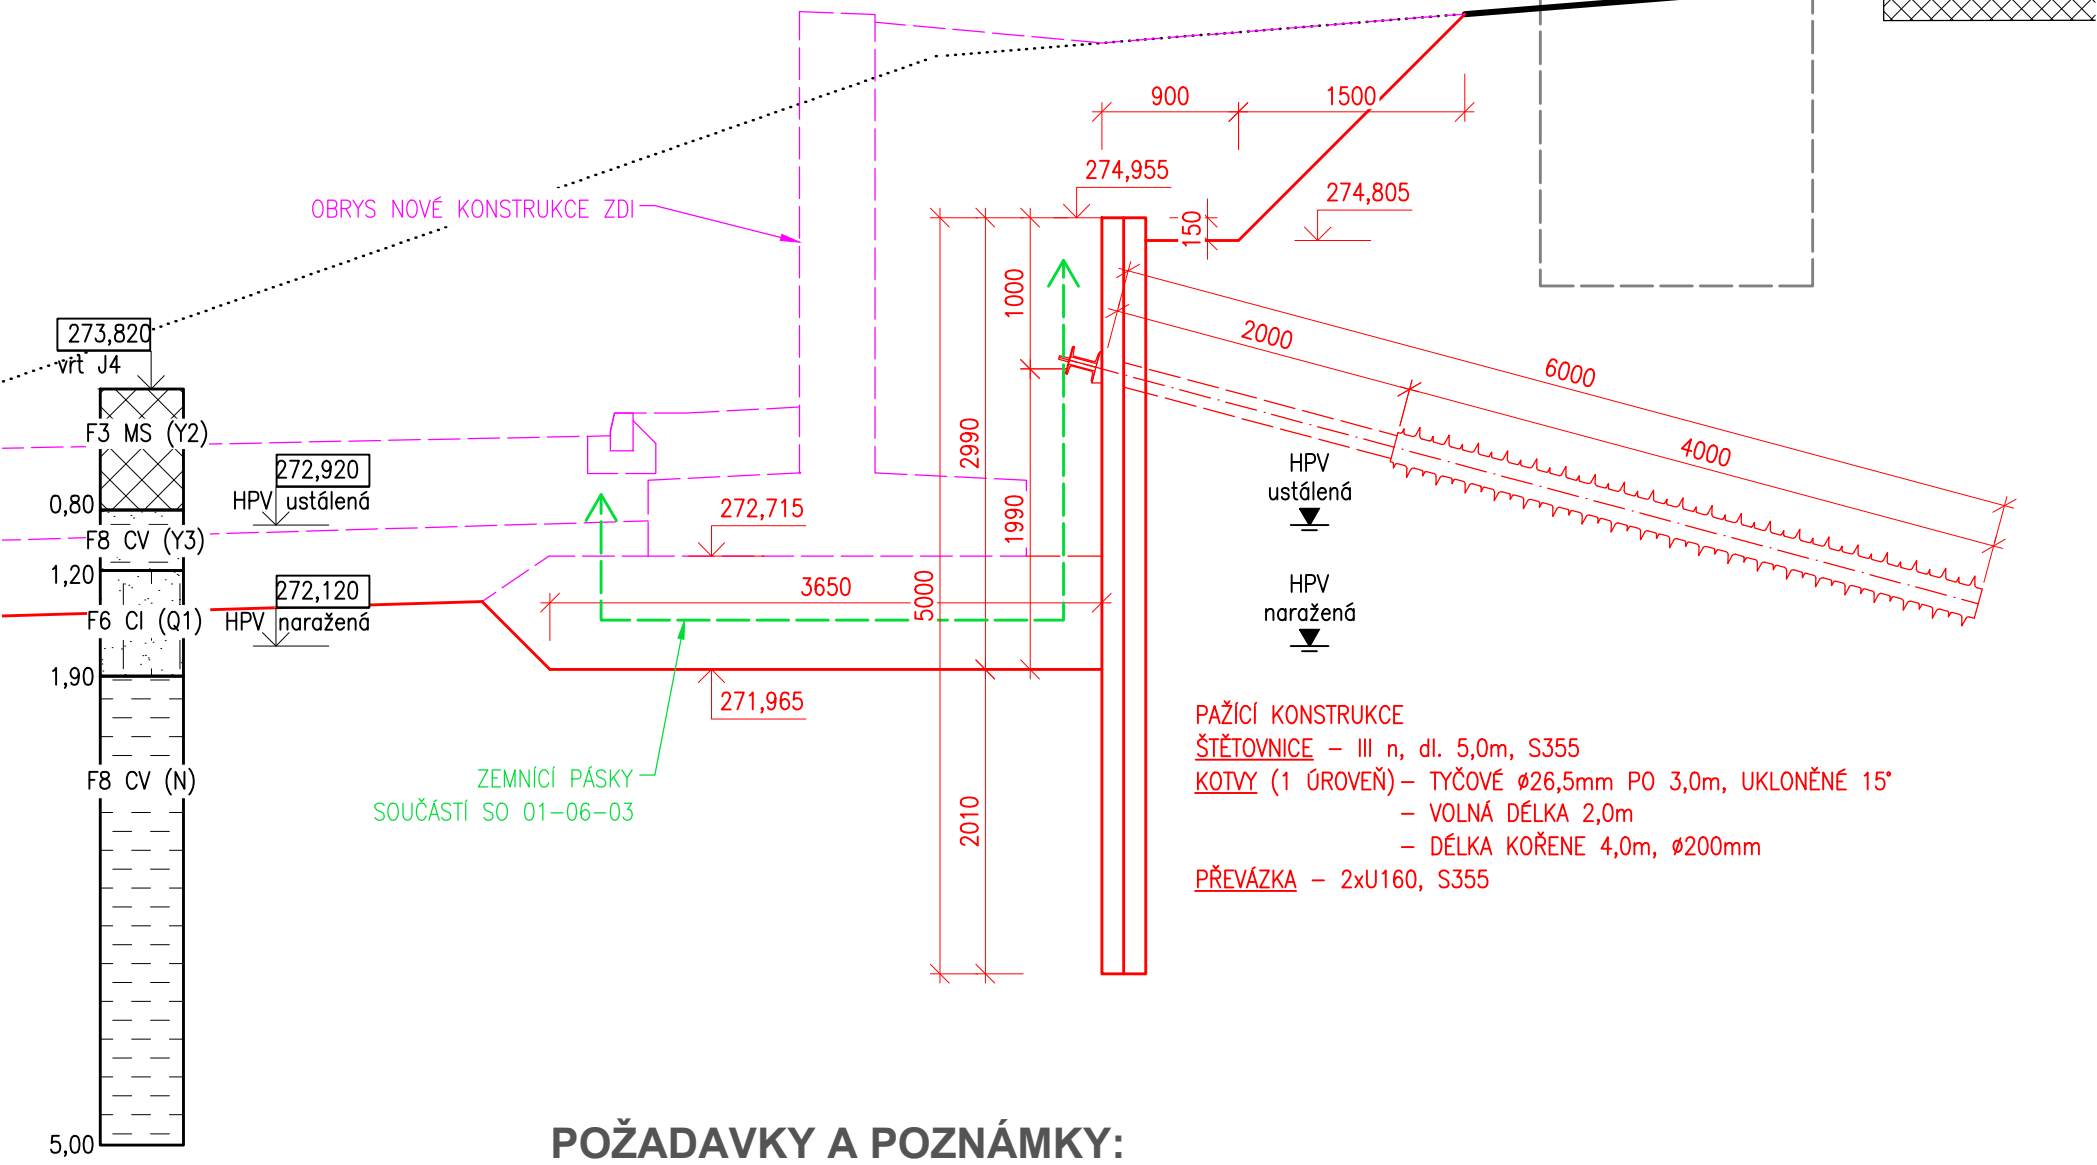 900
1500
274,955
274,805
OBRYS NOVÉ KONSTRUKCE ZDI
150
1000
273,820
vrt J4
2000
6000
F3 MS (Y2)
2990
4000
272,920
HPV ustálená
HPV
ustálená
0,80
272,715
1990
F8 CV (Y3)
1,20
272,120
3650
5000
HPV
naražená
F6 CI (Q1)
HPV naražená
1,90
271,965
PAŽÍCÍ KONSTRUKCE
ŠTĚTOVNICE – III n, dl. 5,0m, S355
KOTVY (1 ÚROVEŇ) – TYČOVÉ ø26,5mm PO 3,0m, UKLONĚNÉ 15°
– VOLNÁ DÉLKA 2,0m
– DÉLKA KOŘENE 4,0m, ø200mm
PŘEVÁZKA – 2xU160, S355
F8 CV (N)
ZEMNÍCÍ PÁSKY
SOUČÁSTÍ SO 01-06-03
2010
5,00
POŽADAVKY A POZNÁMKY: